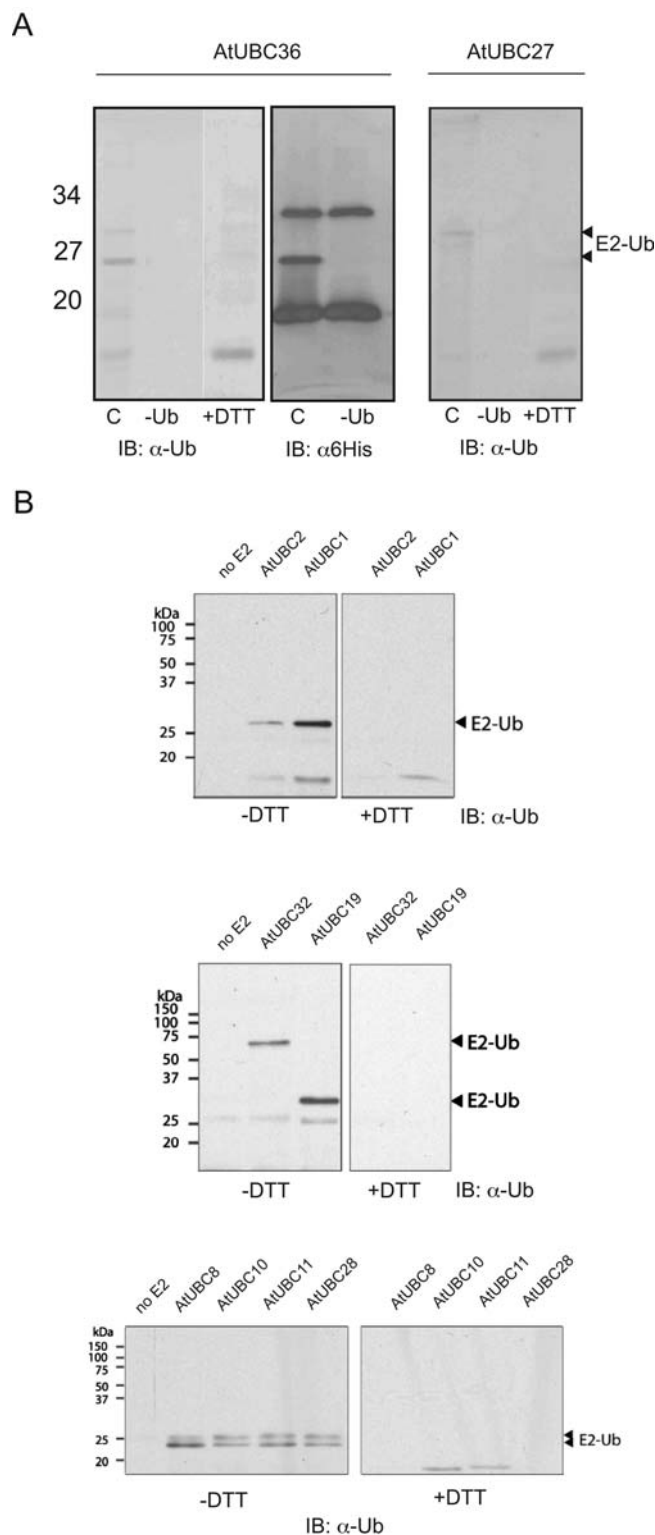 A
AtUBC36 AtUBC27
34
27
20
E2-Ub
C -Ub +DTT C -Ub C -Ub +DTT
IB: α-Ub IB: α6His IB: α-Ub
B
no E2 AtUBC2 AtUBC1 AtUBC2 AtUBC1
kDa
100
75
50
37
25
20
E2-Ub
-DTT +DTT IB: α-Ub
no E2 AtUBC32 AtUBC19 AtUBC32 AtUBC19
kDa
150
100
75
50
37
25
20
E2-Ub
E2-Ub
-DTT +DTT IB: α-Ub
no E2 AtUBC8 AtUBC10 AtUBC11 AtUBC28 AtUBC8 AtUBC10 AtUBC11 AtUBC28
kDa
150
100
75
50
37
25
20
E2-Ub
-DTT +DTT
IB: α-Ub